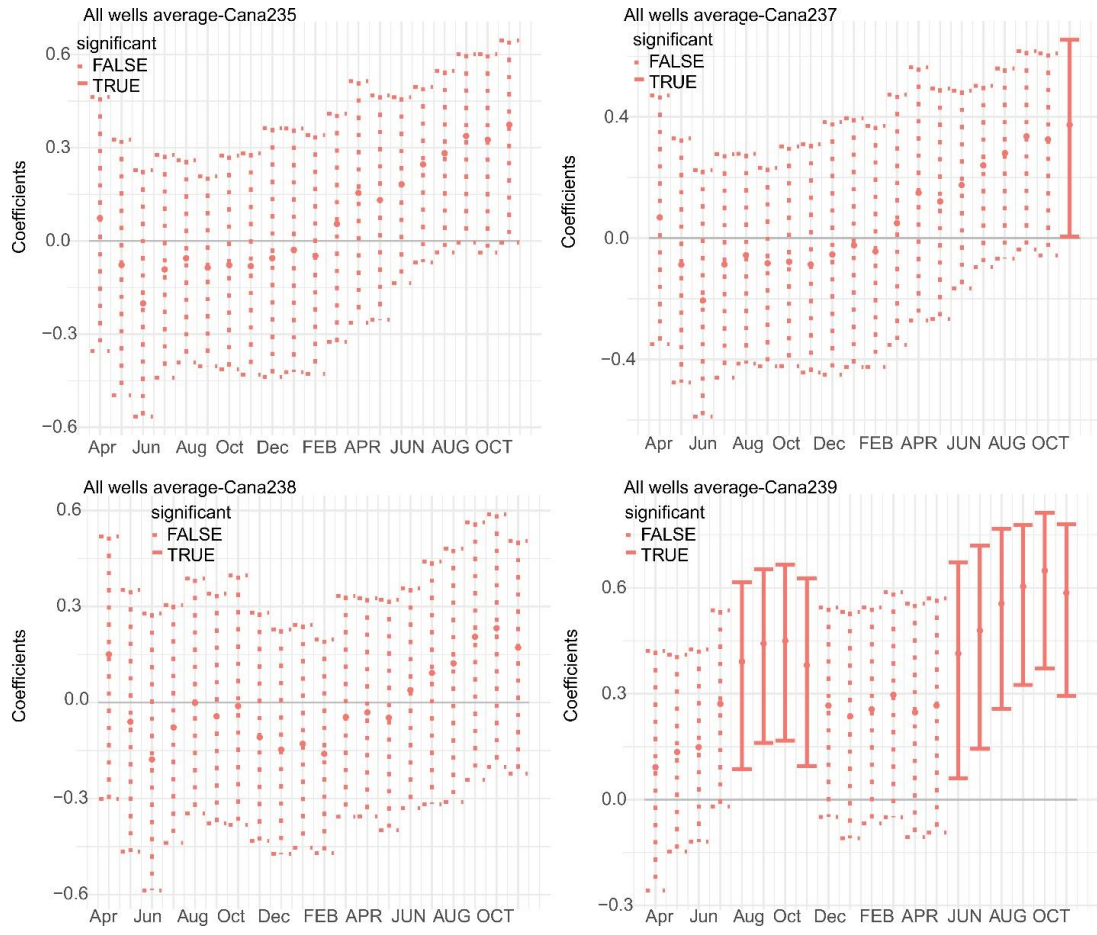 All wells average-Cana235
significant
FALSE
TRUE
Coefficients
0.6
0.3
0.0
−0.3
−0.6
Apr Jun Aug Oct Dec FEB APR JUN AUG OCT
All wells average-Cana237
significant
FALSE
TRUE
Coefficients
0.4
0.0
−0.4
Apr Jun Aug Oct Dec FEB APR JUN AUG OCT
All wells average-Cana238
significant
FALSE
TRUE
Coefficients
0.6
0.3
0.0
−0.3
−0.6
Apr Jun Aug Oct Dec FEB APR JUN AUG OCT
All wells average-Cana239
significant
FALSE
TRUE
Coefficients
0.6
0.3
0.0
−0.3
Apr Jun Aug Oct Dec FEB APR JUN AUG OCT